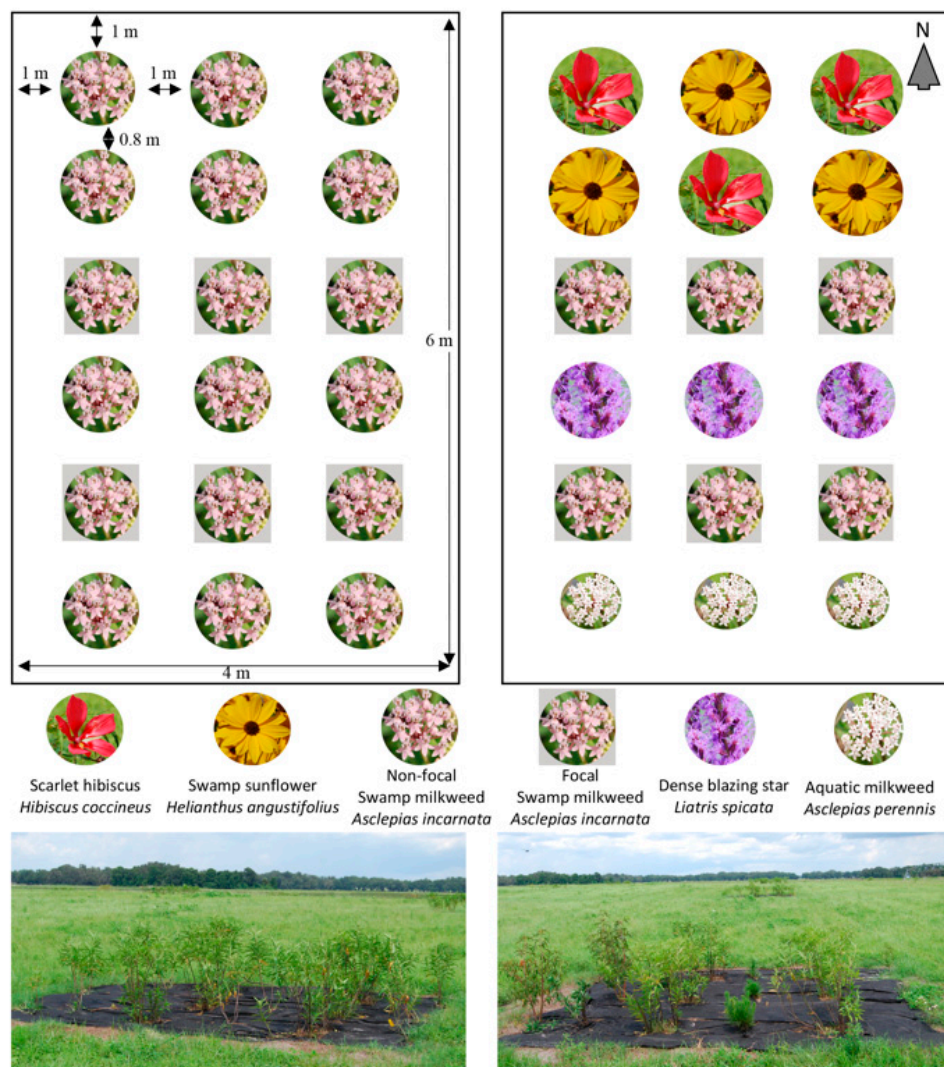 1 m
N
1 m
1 m
0.8 m
6 m
4 m
Scarlet hibiscus
Hibiscus coccineus
Swamp sunflower
Helianthus angustifolius
Non-focal
Swamp milkweed
Asclepias incarnata
Focal
Swamp milkweed
Asclepias incarnata
Dense blazing star
Liatris spicata
Aquatic milkweed
Asclepias perennis